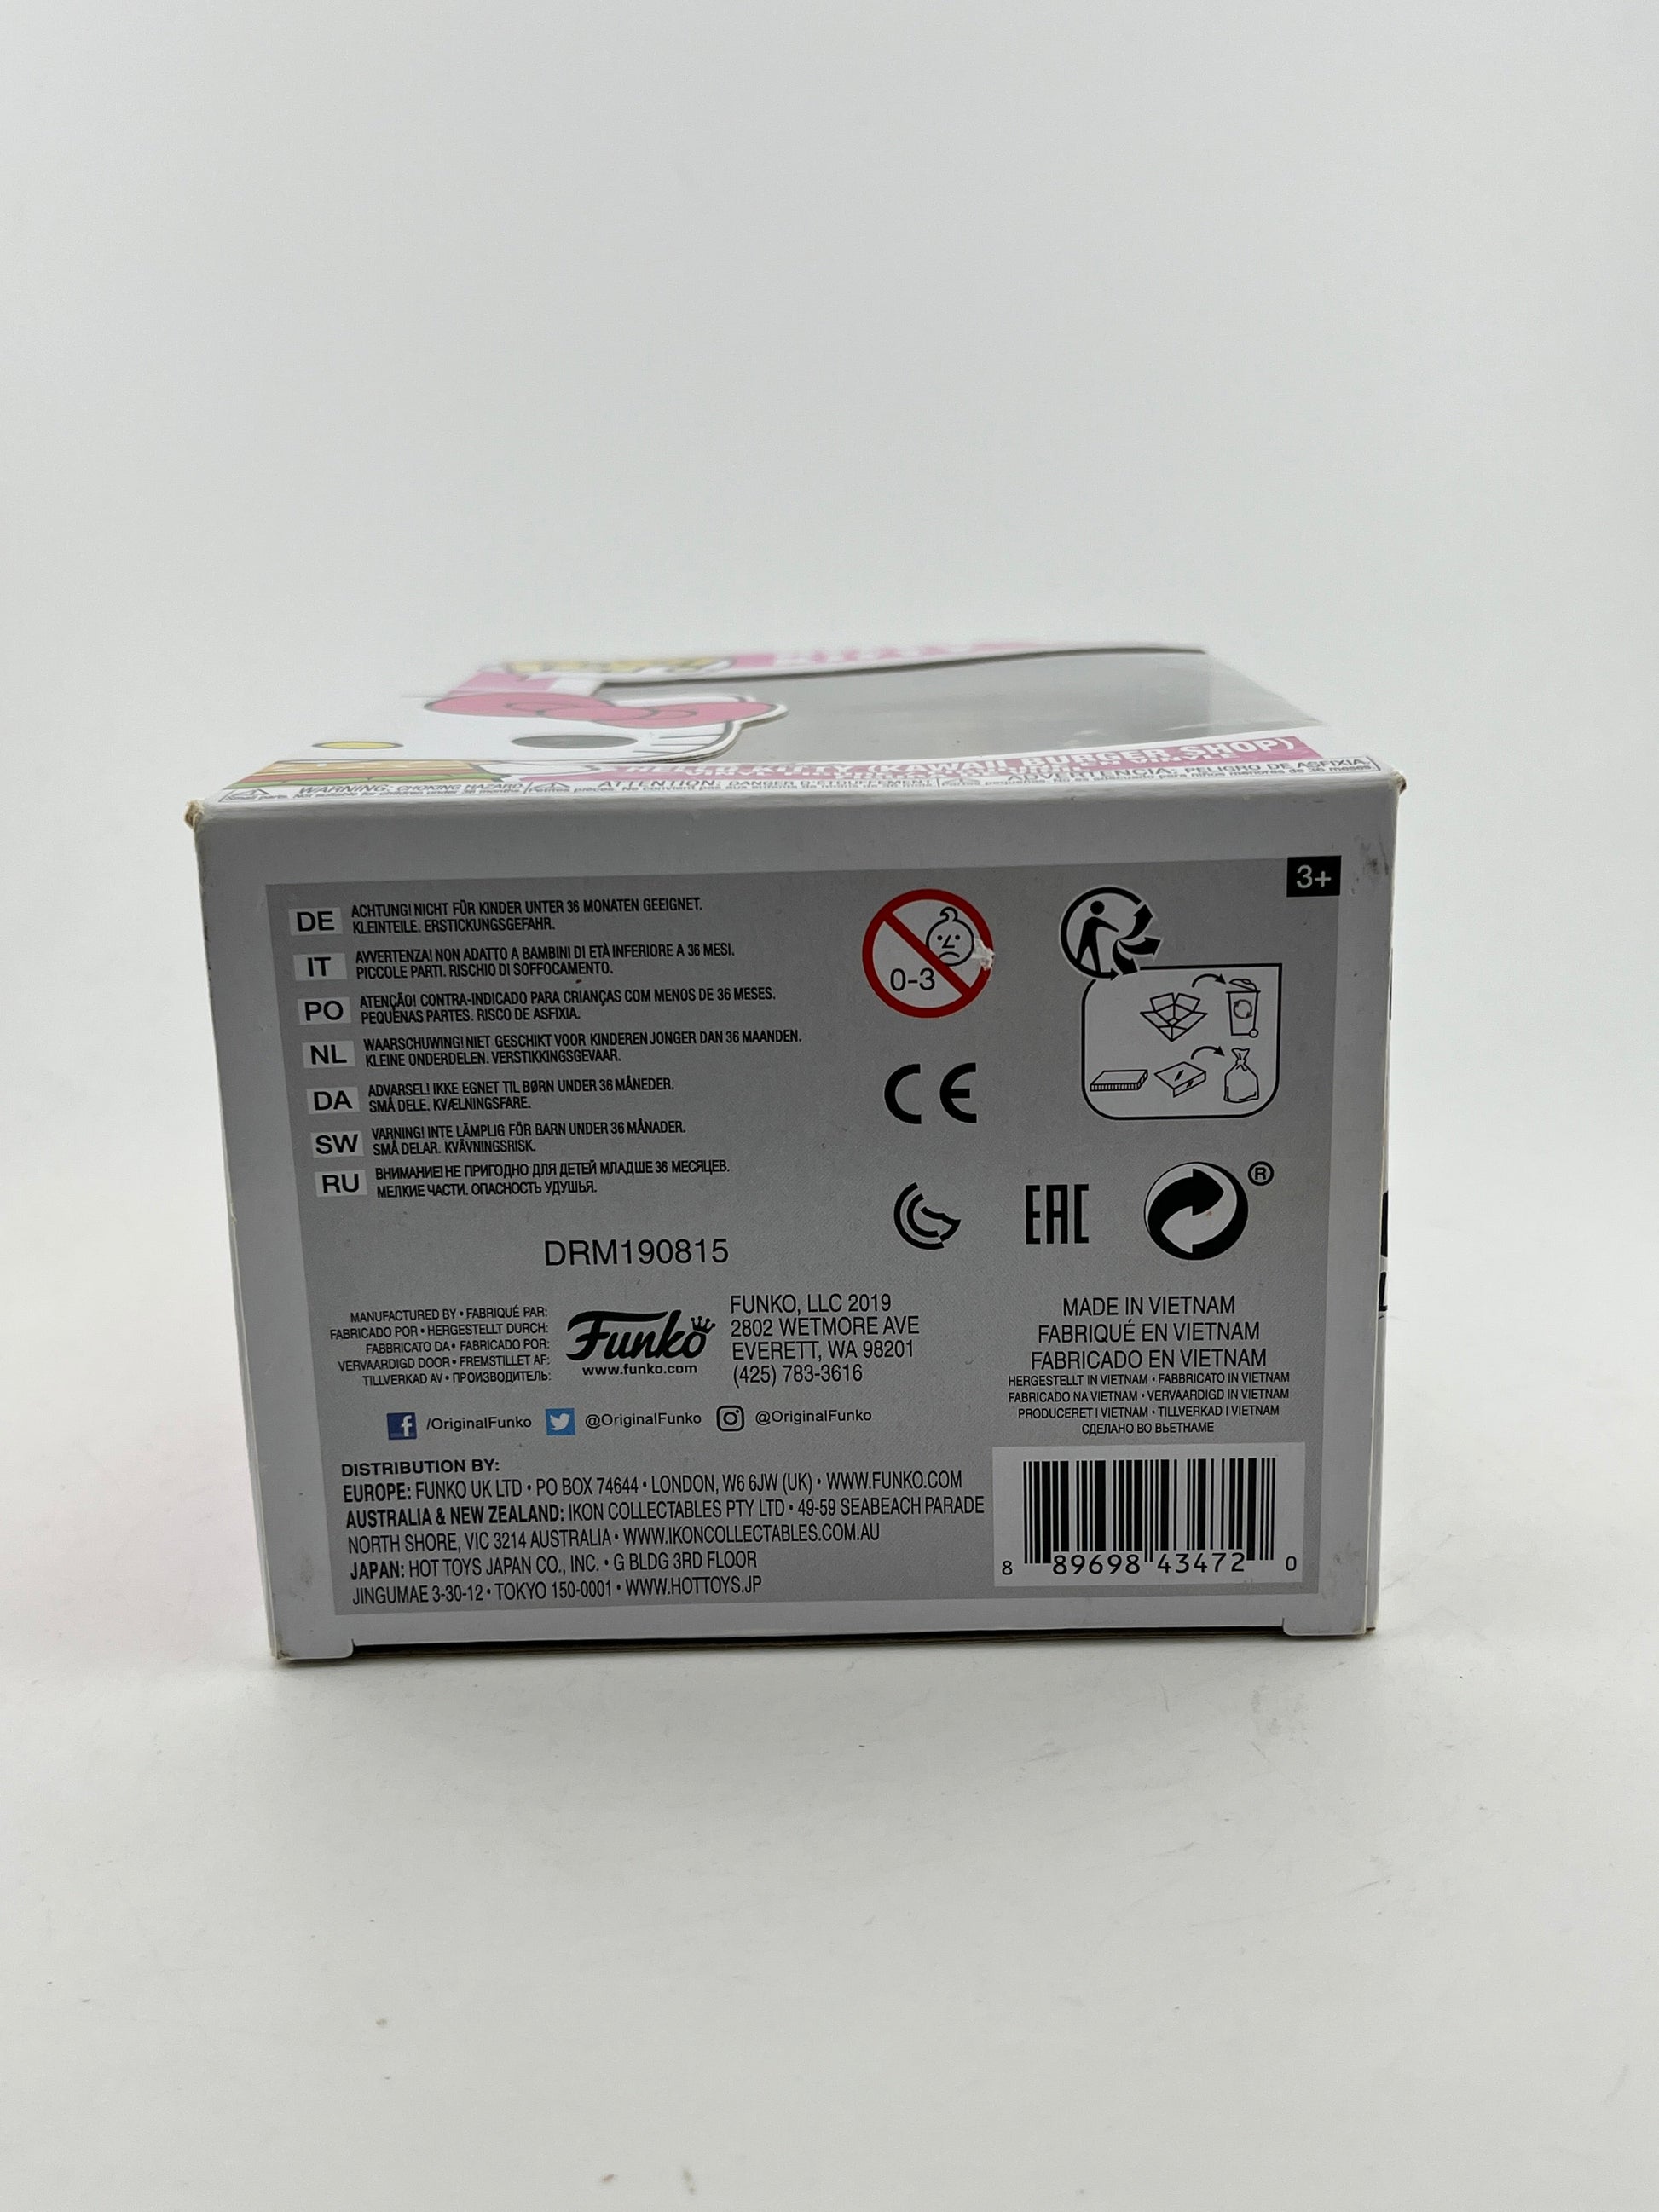 HELLO KITTY (KAWAII BURGER SHOP)
WARNING: CHOKING HAZARD
ATTENTION: DANGER D'ÉTOUFFEMENT
ADVERTENCIA: PELIGRO DE ASFIXIA.
3+
DE ACHTUNG! NICHT FÜR KINDER UNTER 36 MONATEN GEEIGNET.
KLEINTEILE. ERSTICKUNGSGEFAHR.
IT AVVERTENZA! NON ADATTO A BAMBINI DI ETÀ INFERIORE A 36 MESI.
PICCOLE PARTI. RISCHIO DI SOFFOCAMENTO.
PO ATENÇÃO! CONTRA-INDICADO PARA CRIANÇAS COM MENOS DE 36 MESES.
PEQUENAS PARTES. RISCO DE ASFIXIA.
NL WAARSCHUWING! NIET GESCHIKT VOOR KINDEREN JONGER DAN 36 MAANDEN.
KLEINE ONDERDELEN. VERSTIKKINGSGEVAAR.
DA ADVARSEL! IKKE EGNET TIL BØRN UNDER 36 MÅNEDER.
SMÅ DELE. KVÆLNINGSFARE.
SW VARNING! INTE LÄMPLIG FÖR BARN UNDER 36 MÅNADER.
SMÅ DELAR. KVÄVNINGSRISK.
RU ВНИМАНИЕ! НЕ ПРИГОДНО ДЛЯ ДЕТЕЙ МЛАДШЕ 36 МЕСЯЦЕВ.
МЕЛКИЕ ЧАСТИ. ОПАСНОСТЬ УДУШЬЯ.
0-3
CE
EAC
®
DRM190815
MANUFACTURED BY • FABRIQUÉ PAR:
FABRICADO POR • HERGESTELLT DURCH:
FABBRICATO DA • FABRICADO POR:
VERVAARDIGD DOOR • FREMSTILLET AF:
TILLVERKAD AV • ПРОИЗВОДИТЕЛЬ:
Funko
www.funko.com
FUNKO, LLC 2019
2802 WETMORE AVE
EVERETT, WA 98201
(425) 783-3616
MADE IN VIETNAM
FABRIQUÉ EN VIETNAM
FABRICADO EN VIETNAM
HERGESTELLT IN VIETNAM • FABBRICATO IN VIETNAM
FABRICADO NA VIETNAM • VERVAARDIGD IN VIETNAM
PRODUCERET I VIETNAM • TILLVERKAD I VIETNAM
СДЕЛАНО ВО ВЬЕТНАМЕ
/OriginalFunko @OriginalFunko @OriginalFunko
DISTRIBUTION BY:
EUROPE: FUNKO UK LTD • PO BOX 74644 • LONDON, W6 6JW (UK) • WWW.FUNKO.COM
AUSTRALIA & NEW ZEALAND: IKON COLLECTABLES PTY LTD • 49-59 SEABEACH PARADE
NORTH SHORE, VIC 3214 AUSTRALIA • WWW.IKONCOLLECTABLES.COM.AU
JAPAN: HOT TOYS JAPAN CO., INC. • G BLDG 3RD FLOOR
JINGUMAE 3-30-12 • TOKYO 150-0001 • WWW.HOTTOYS.JP
8 89698 43472 0